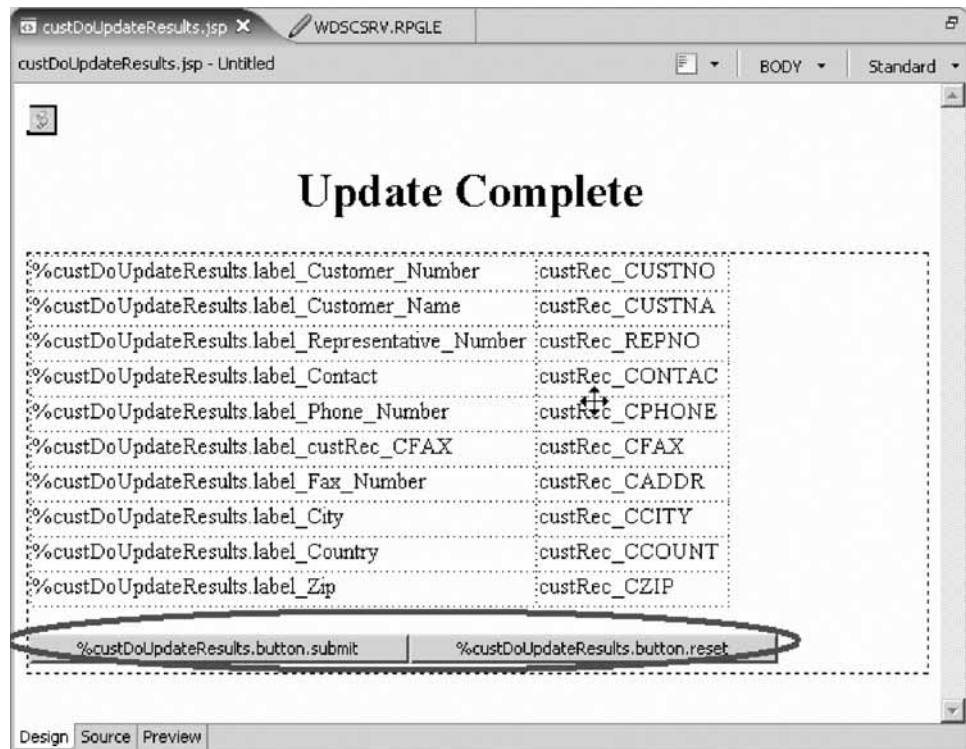 custDoUpdateResults.jsp WDSCSRV.RPGLE
custDoUpdateResults.jsp - Untitled BODY Standard
Update Complete
%custDoUpdateResults.label_Customer_Number custRec_CUSTNO
%custDoUpdateResults.label_Customer_Name custRec_CUSTNA
%custDoUpdateResults.label_Representative_Number custRec_REPNO
%custDoUpdateResults.label_Contact custRec_CONTAC
%custDoUpdateResults.label_Phone_Number custRec_CPHONE
%custDoUpdateResults.label_custRec_CFAX custRec_CFAX
%custDoUpdateResults.label_Fax_Number custRec_CADDR
%custDoUpdateResults.label_City custRec_CCITY
%custDoUpdateResults.label_Country custRec_CCOUNT
%custDoUpdateResults.label_Zip custRec_CZIP
%custDoUpdateResults.button.submit %custDoUpdateResults.button.reset
Design Source Preview